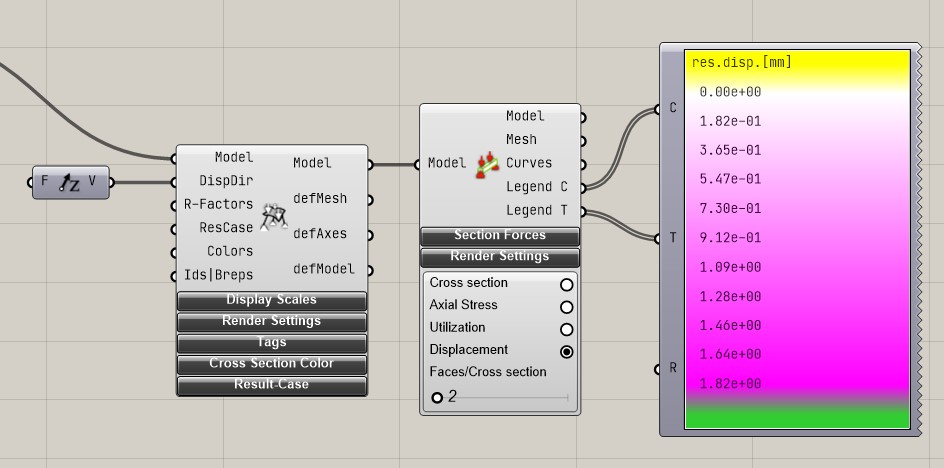 F V
Model
DispDir
R-Factors
ResCase
Colors
Ids|Breps
Model
defMesh
defAxes
defModel
Display Scales
Render Settings
Tags
Cross Section Color
Result-Case
Model
Model
Mesh
Curves
Legend C
Legend T
Section Forces
Render Settings
Cross section
Axial Stress
Utilization
Displacement
Faces/Cross section
2
C
T
R
res.disp.[mm]
0.00e+00
1.82e-01
3.65e-01
5.47e-01
7.30e-01
9.12e-01
1.09e+00
1.28e+00
1.46e+00
1.64e+00
1.82e+00